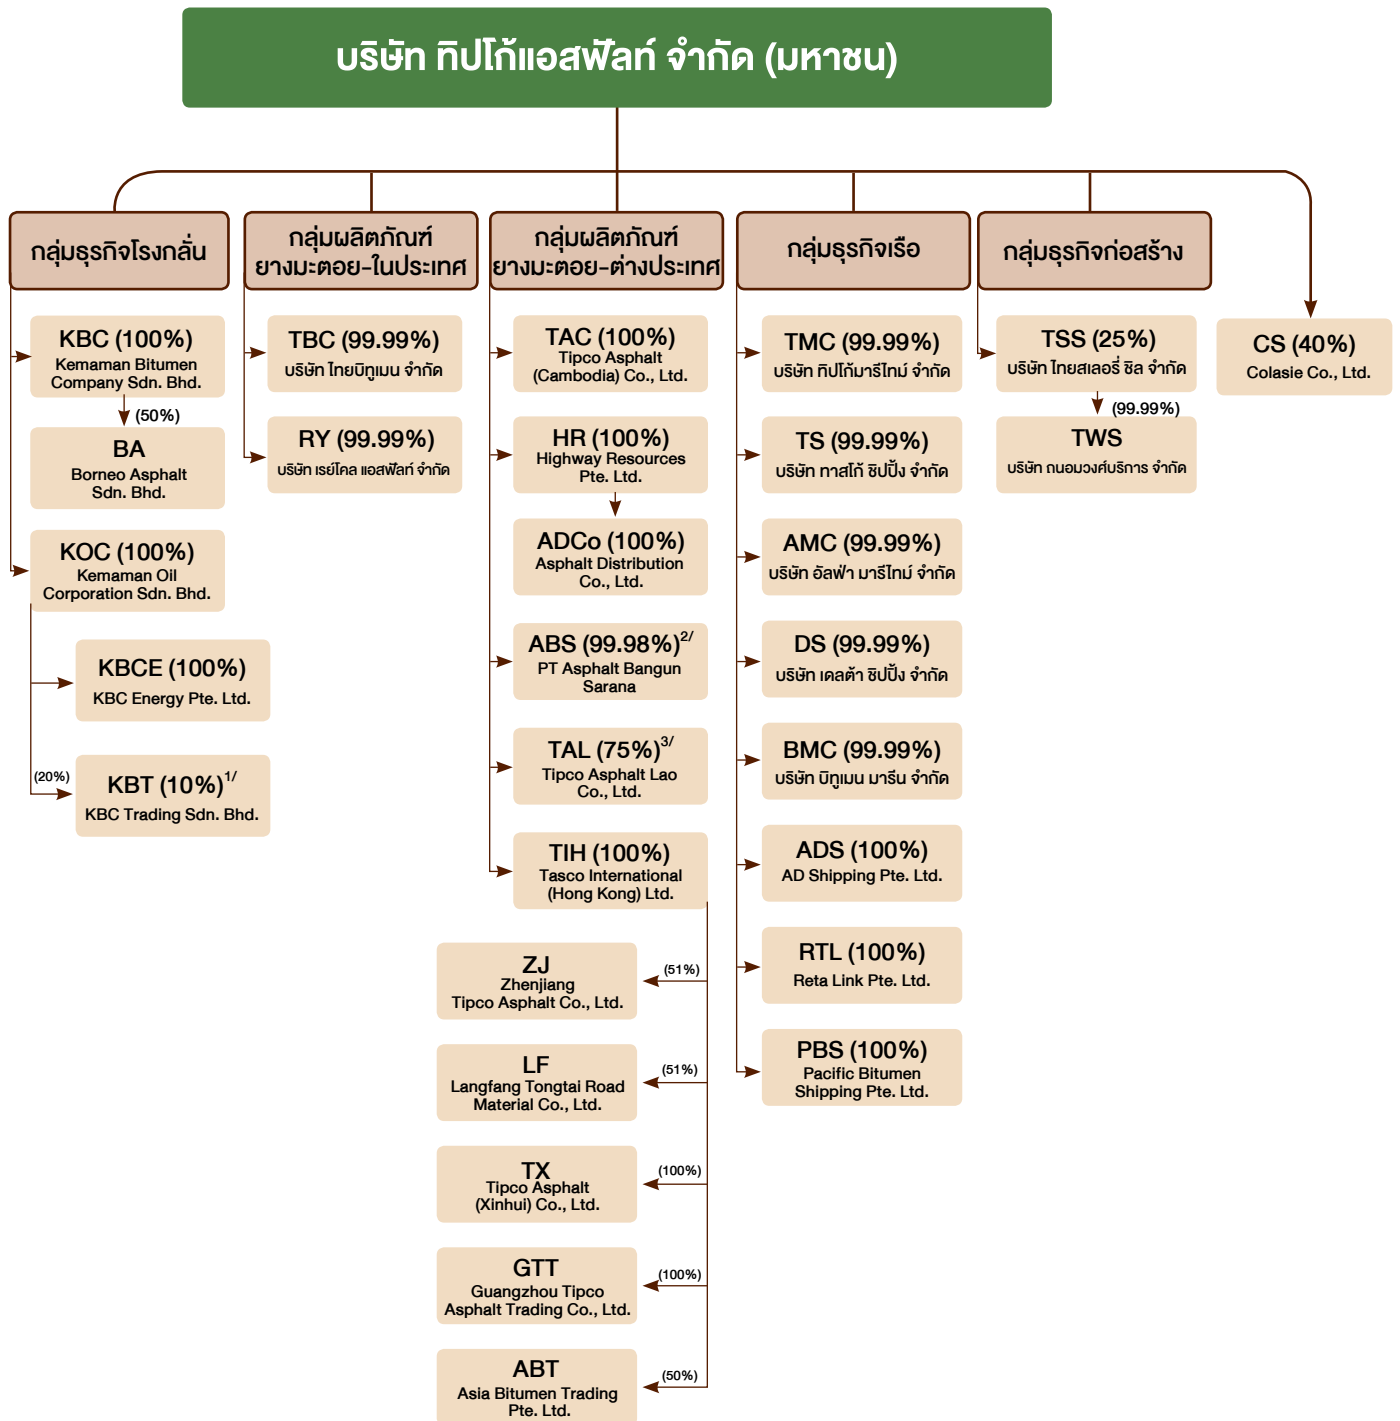 บริษัท ทิปโก้แอสฟัลท์ จำกัด (มหาชน)
กลุ่มธุรกิจโรงกลั่น
KBC (100%)
Kemaman Bitumen
Company Sdn. Bhd.
(50%)
BA
Borneo Asphalt
Sdn. Bhd.
KOC (100%)
Kemaman Oil
Corporation Sdn. Bhd.
KBCE (100%)
KBC Energy Pte. Ltd.
(20%)
KBT (10%)1/
KBC Trading Sdn. Bhd.
กลุ่มผลิตภัณฑ์
ยางมะตอย-ในประเทศ
TBC (99.99%)
บริษัท ไทยบิทูเมน จำกัด
RY (99.99%)
บริษัท เรย์โคล แอสฟัลท์ จำกัด
กลุ่มผลิตภัณฑ์
ยางมะตอย-ต่างประเทศ
TAC (100%)
Tipco Asphalt
(Cambodia) Co., Ltd.
HR (100%)
Highway Resources
Pte. Ltd.
ADCo (100%)
Asphalt Distribution
Co., Ltd.
ABS (99.98%)2/
PT Asphalt Bangun
Sarana
TAL (75%)3/
Tipco Asphalt Lao
Co., Ltd.
TIH (100%)
Tasco International
(Hong Kong) Ltd.
ZJ
Zhenjiang
Tipco Asphalt Co., Ltd.
(51%)
LF
Langfang Tongtai Road
Material Co., Ltd.
(51%)
TX
Tipco Asphalt
(Xinhui) Co., Ltd.
(100%)
GTT
Guangzhou Tipco
Asphalt Trading Co., Ltd.
(100%)
ABT
Asia Bitumen Trading
Pte. Ltd.
(50%)
กลุ่มธุรกิจเรือ
TMC (99.99%)
บริษัท ทิปโก้มารีไทม์ จำกัด
TS (99.99%)
บริษัท ทาสโก้ ชิปปิ้ง จำกัด
AMC (99.99%)
บริษัท อัลฟ่า มารีไทม์ จำกัด
DS (99.99%)
บริษัท เดลต้า ชิปปิ้ง จำกัด
BMC (99.99%)
บริษัท บิทูเมน มารีน จำกัด
ADS (100%)
AD Shipping Pte. Ltd.
RTL (100%)
Reta Link Pte. Ltd.
PBS (100%)
Pacific Bitumen
Shipping Pte. Ltd.
กลุ่มธุรกิจก่อสร้าง
TSS (25%)
บริษัท ไทยสเลอรี่ ซิล จำกัด
(99.99%)
TWS
บริษัท ถนอมวงศ์บริการ จำกัด
CS (40%)
Colasie Co., Ltd.